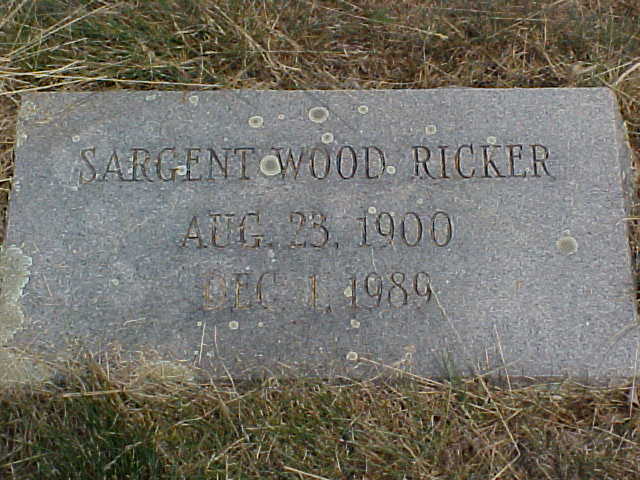 SARGENT WOOD RICKER
AUG. 23, 1900
DEC. 1, 1989